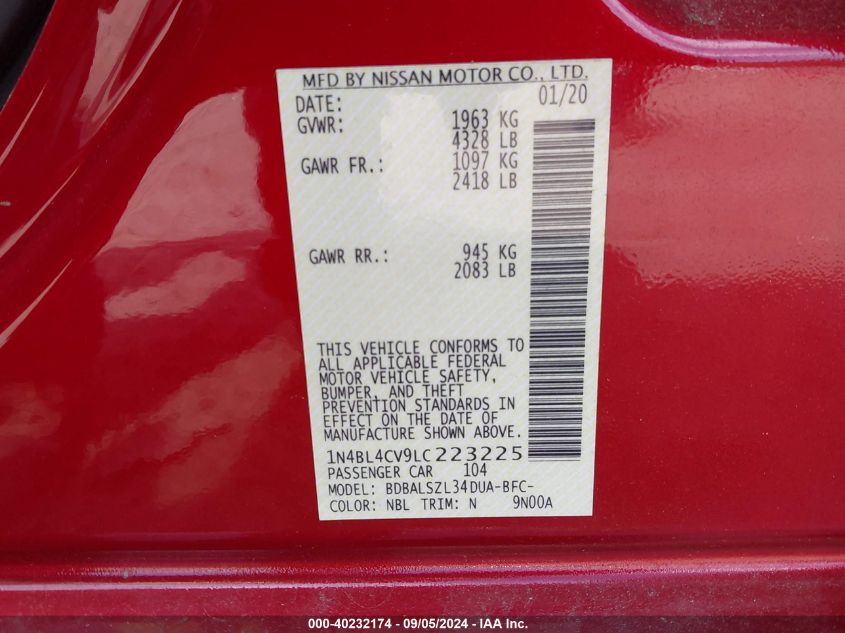 MFD BY NISSAN MOTOR CO., LTD.
DATE: 01/20
GVWR: 1963 KG
4328 LB
GAWR FR.: 1097 KG
2418 LB
GAWR RR.: 945 KG
2083 LB
THIS VEHICLE CONFORMS TO
ALL APPLICABLE FEDERAL
MOTOR VEHICLE SAFETY,
BUMPER, AND THEFT
PREVENTION STANDARDS IN
EFFECT ON THE DATE OF
MANUFACTURE SHOWN ABOVE.
1N4BL4CV9LC223225
PASSENGER CAR 104
MODEL: BDBALSZL34DUA-BFC-
COLOR: NBL TRIM: N 9N00A
000-40232174 - 09/05/2024 - IAA Inc.